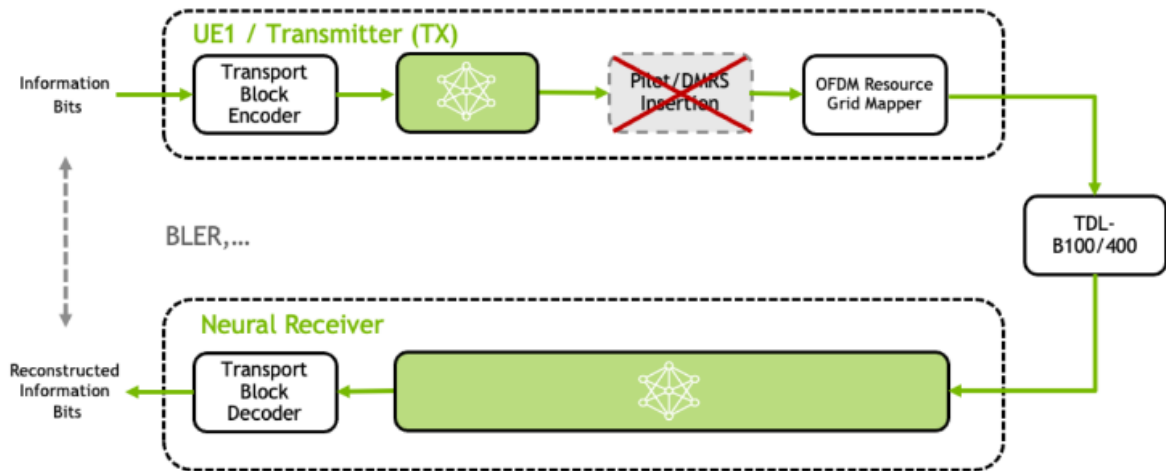 UE1 / Transmitter (TX)
Information
Bits
Transport
Block
Encoder
Pilot/DMRS
Insertion
OFDM Resource
Grid Mapper
TDL-
B100/400
BLER,...
Neural Receiver
Reconstructed
Information
Bits
Transport
Block
Decoder